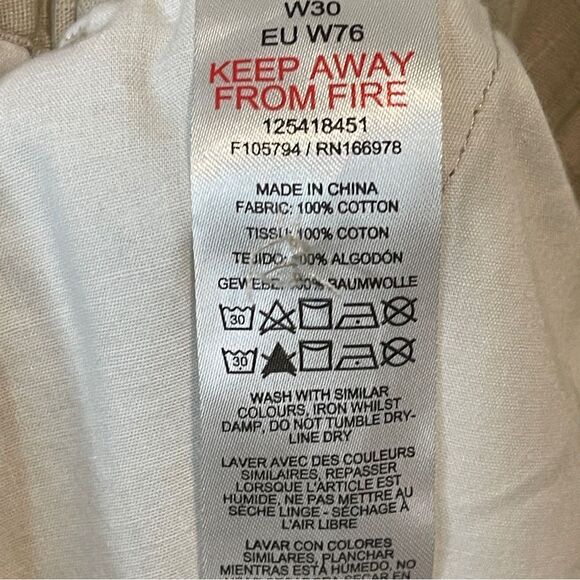 W30
EU W76
KEEP AWAY
FROM FIRE
125418451
F105794 / RN166978
MADE IN CHINA
FABRIC: 100% COTTON
TISSU: 100% COTON
TEJIDO: 100% ALGODÓN
GEWEBE: 100% BAUMWOLLE
30
30
WASH WITH SIMILAR
COLOURS, IRON WHILST
DAMP, DO NOT TUMBLE DRY-
LINE DRY
LAVER AVEC DES COULEURS
SIMILAIRES, REPASSER
LORSQUE L'ARTICLE EST
HUMIDE, NE PAS METTRE AU
SÈCHE LINGE - SÉCHAGE À
L'AIR LIBRE
LAVAR CON COLORES
SIMILARES, PLANCHAR
MIENTRAS ESTÁ HÚMEDO, NO
EN